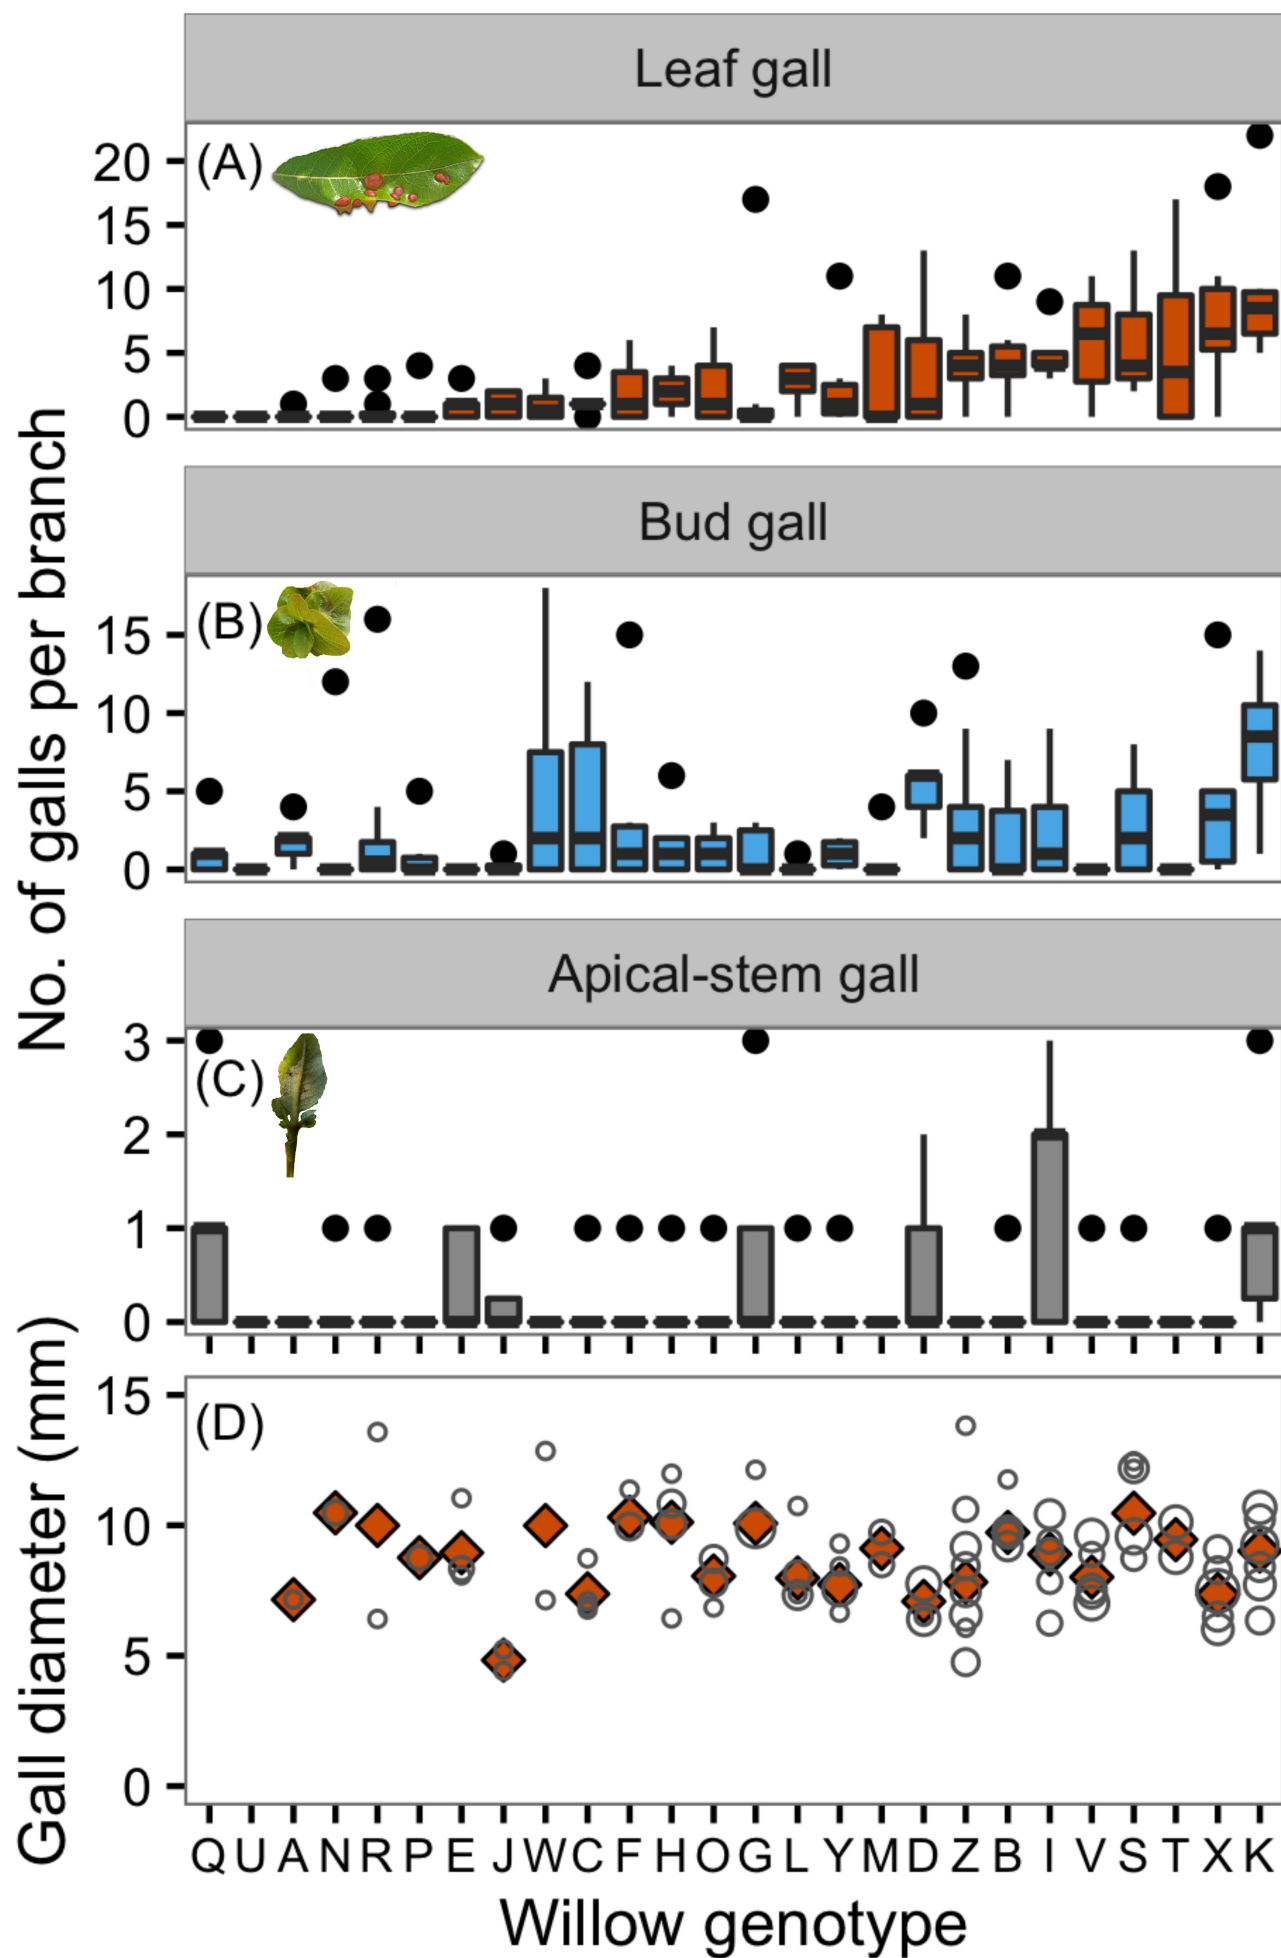 Leaf gall
(A)
20
15
10
5
0
No. of galls per branch
Bud gall
(B)
15
10
5
0
Apical-stem gall
(C)
3
2
1
0
Gall diameter (mm)
(D)
15
10
5
0
Q U A N R P E J W C F H O G L Y M D Z B I V S T X K
Willow genotype